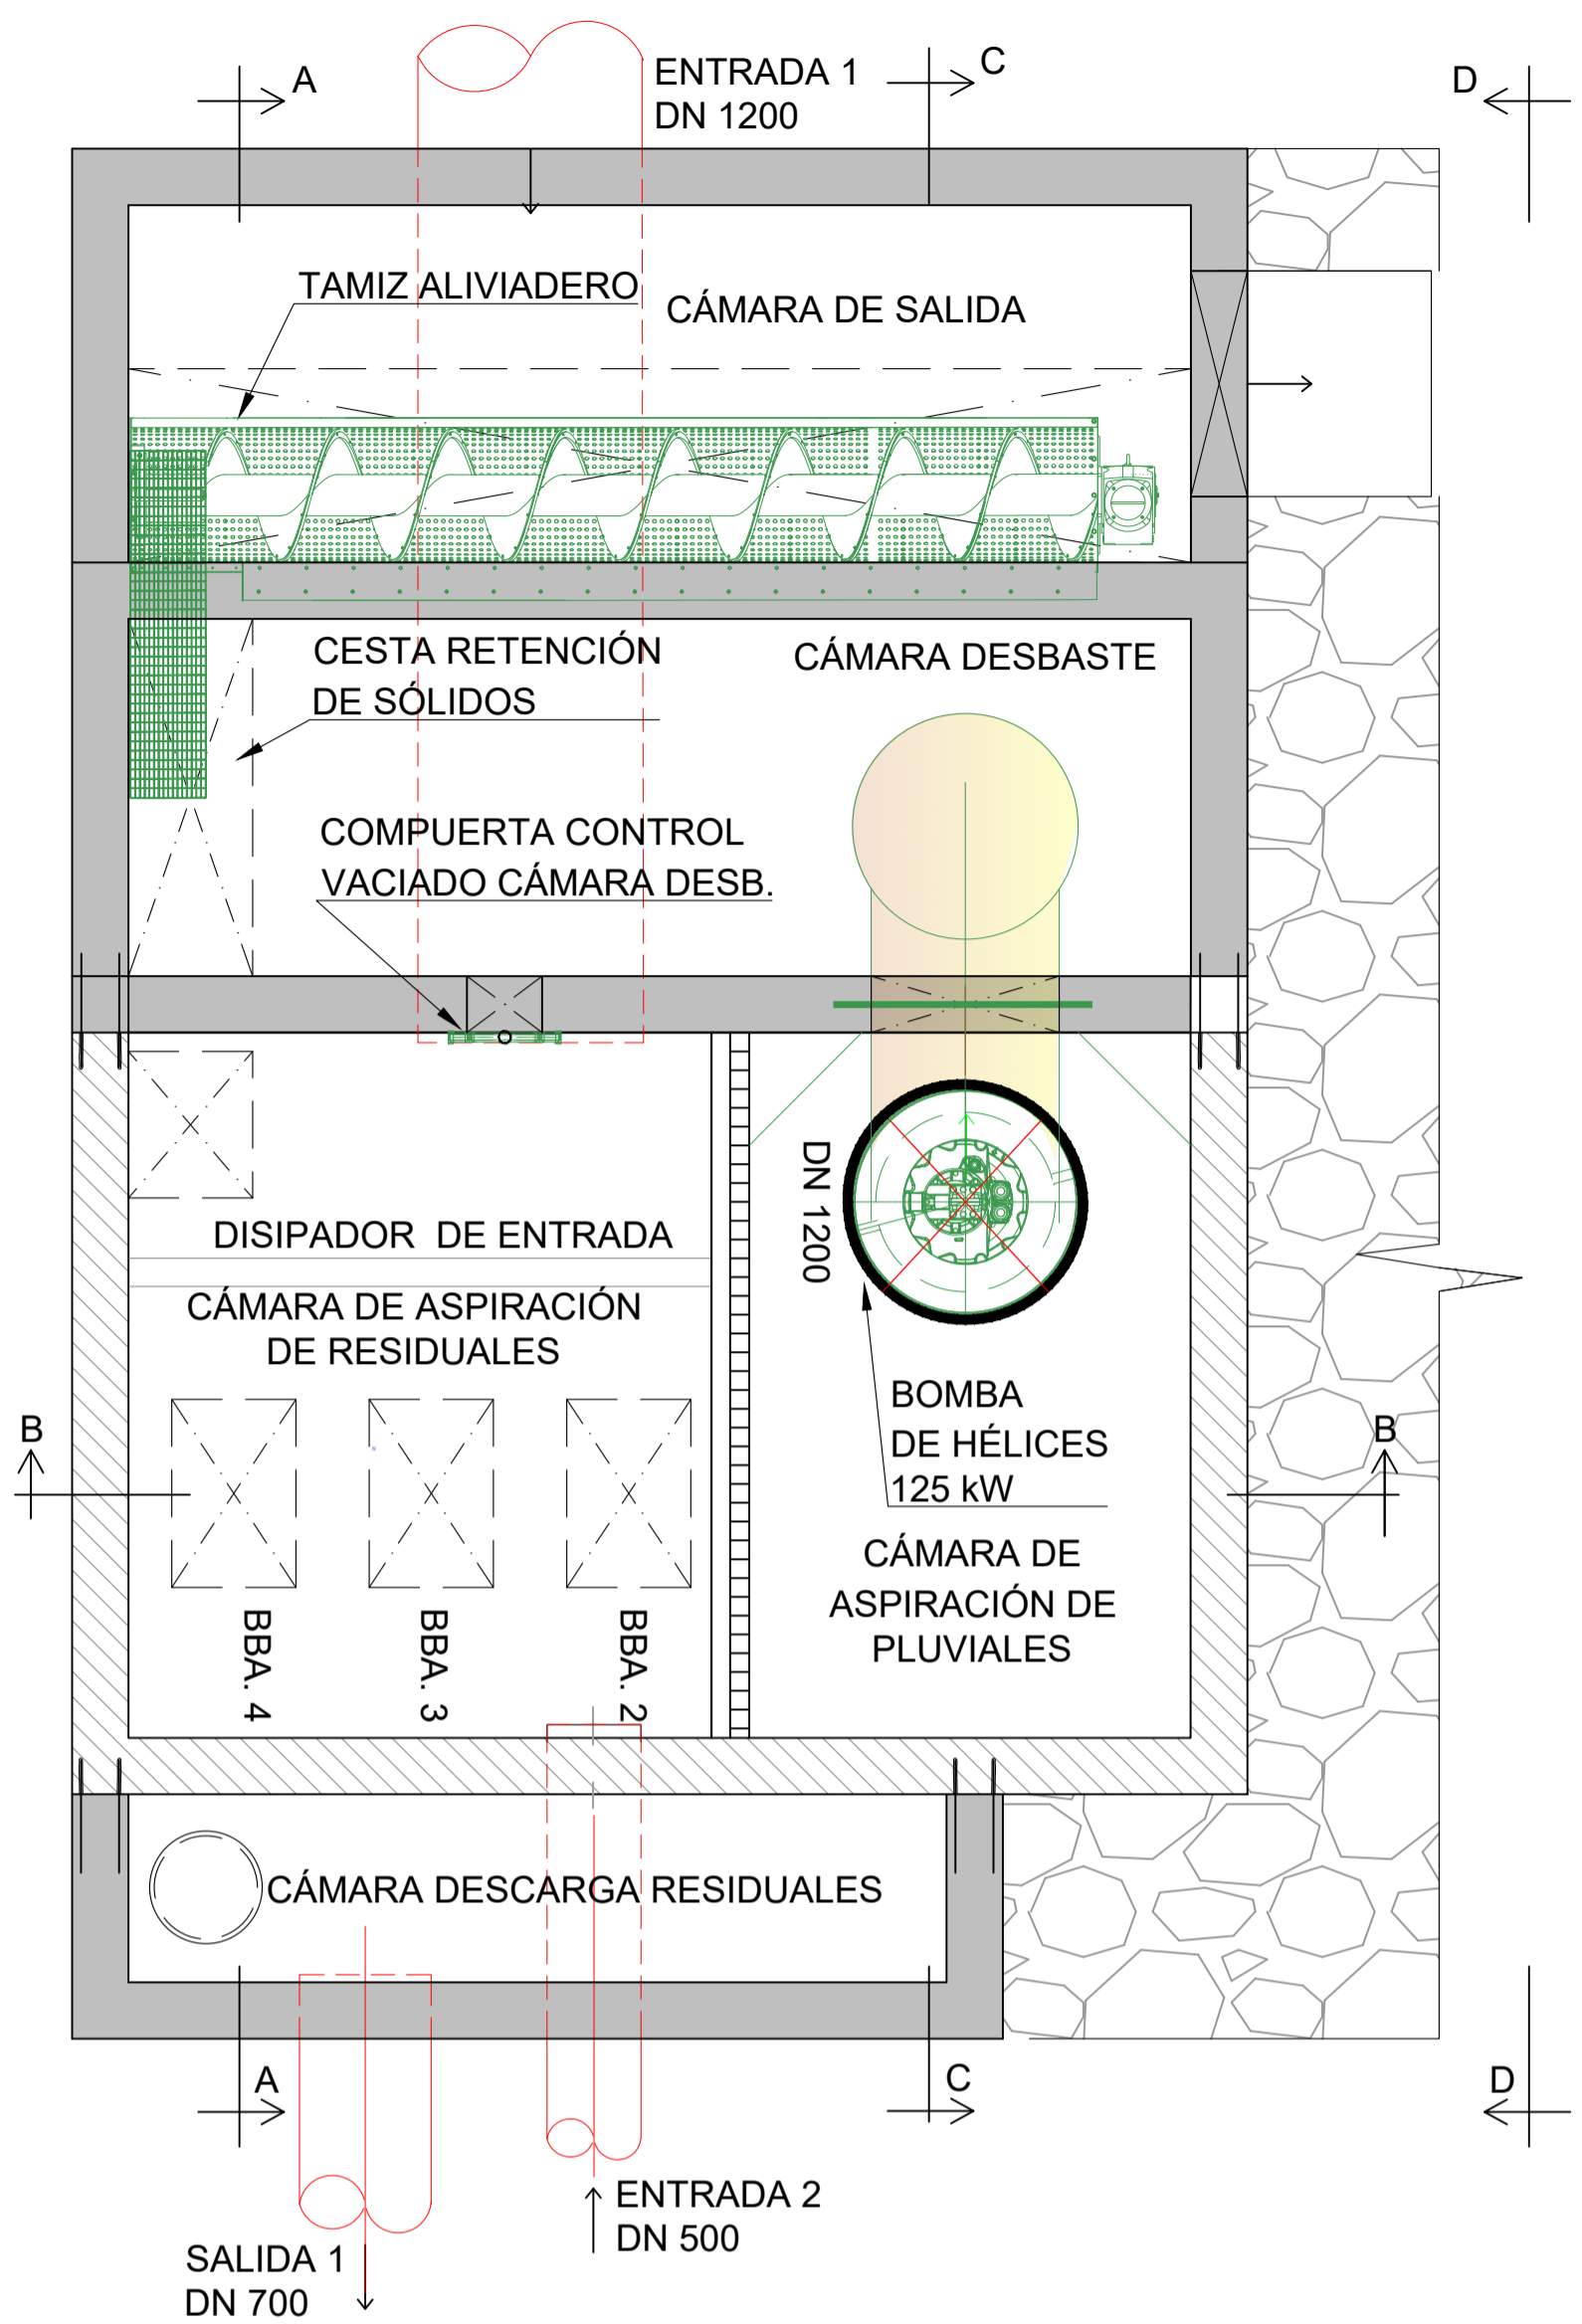 A
ENTRADA 1
DN 1200
C
D
TAMIZ ALIVIADERO
CÁMARA DE SALIDA
CESTA RETENCIÓN
DE SÓLIDOS
CÁMARA DESBASTE
COMPUERTA CONTROL
VACIADO CÁMARA DESB.
DN 1200
DISIPADOR DE ENTRADA
CÁMARA DE ASPIRACIÓN
DE RESIDUALES
BOMBA
DE HÉLICES
125 kW
B
B
CÁMARA DE
ASPIRACIÓN DE
PLUVIALES
BBA. 4
BBA. 3
BBA. 2
CÁMARA DESCARGA RESIDUALES
A
C
D
ENTRADA 2
DN 500
SALIDA 1
DN 700